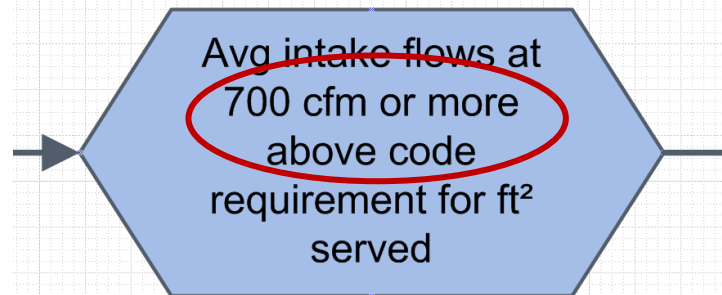 Avg intake flows at
700 cfm or more
above code
requirement for ft²
served